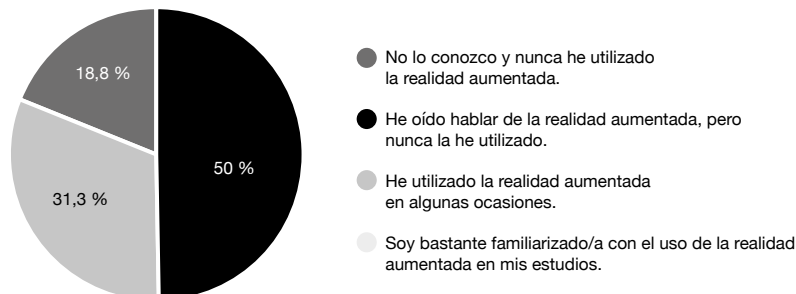 18,8 %
50 %
31,3 %
No lo conozco y nunca he utilizado
la realidad aumentada.
He oído hablar de la realidad aumentada, pero
nunca la he utilizado.
He utilizado la realidad aumentada
en algunas ocasiones.
Soy bastante familiarizado/a con el uso de la realidad
aumentada en mis estudios.